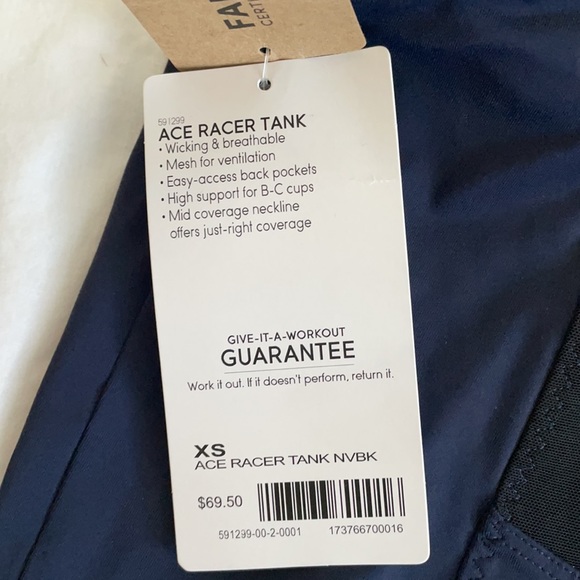 591299
ACE RACER TANK
• Wicking & breathable
• Mesh for ventilation
• Easy-access back pockets
• High support for B-C cups
• Mid coverage neckline
offers just-right coverage
GIVE-IT-A-WORKOUT
GUARANTEE
Work it out. If it doesn't perform, return it.
XS
ACE RACER TANK NVBK
$69.50
591299-00-2-0001 173766700016